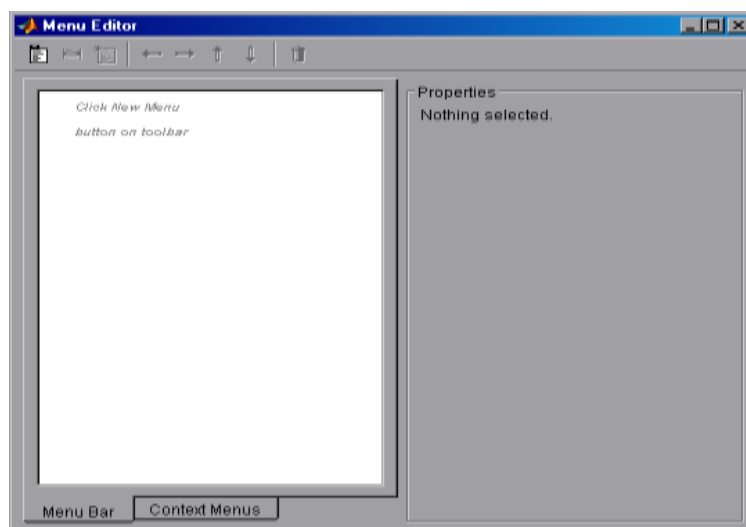 Menu Editor
Click New Menu
button on toolbar
Properties
Nothing selected.
Menu Bar
Context Menus